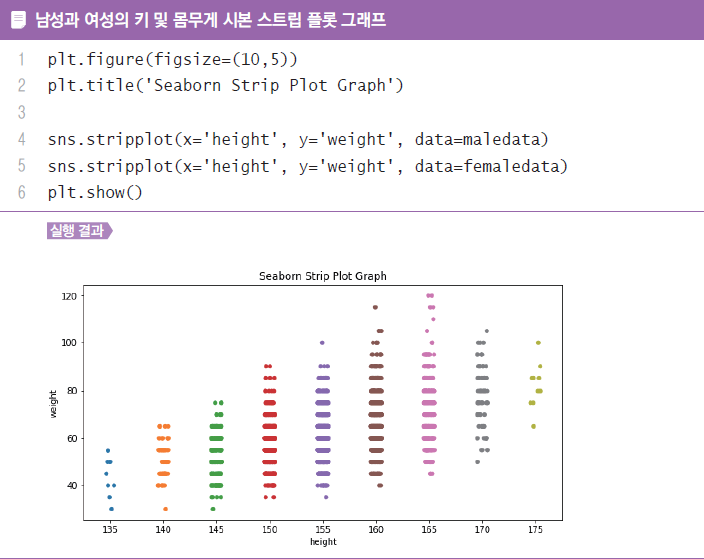 남성과 여성의 키 및 몸무게 시본 스트립 플롯 그래프
1 plt.figure(figsize=(10,5))
2 plt.title('Seaborn Strip Plot Graph')
3
4 sns.stripplot(x='height', y='weight', data=maledata)
5 sns.stripplot(x='height', y='weight', data=femaledata)
6 plt.show()
실행 결과
Seaborn Strip Plot Graph
120
100
80
60
40
weight
135 140 145 150 155 160 165 170 175
height